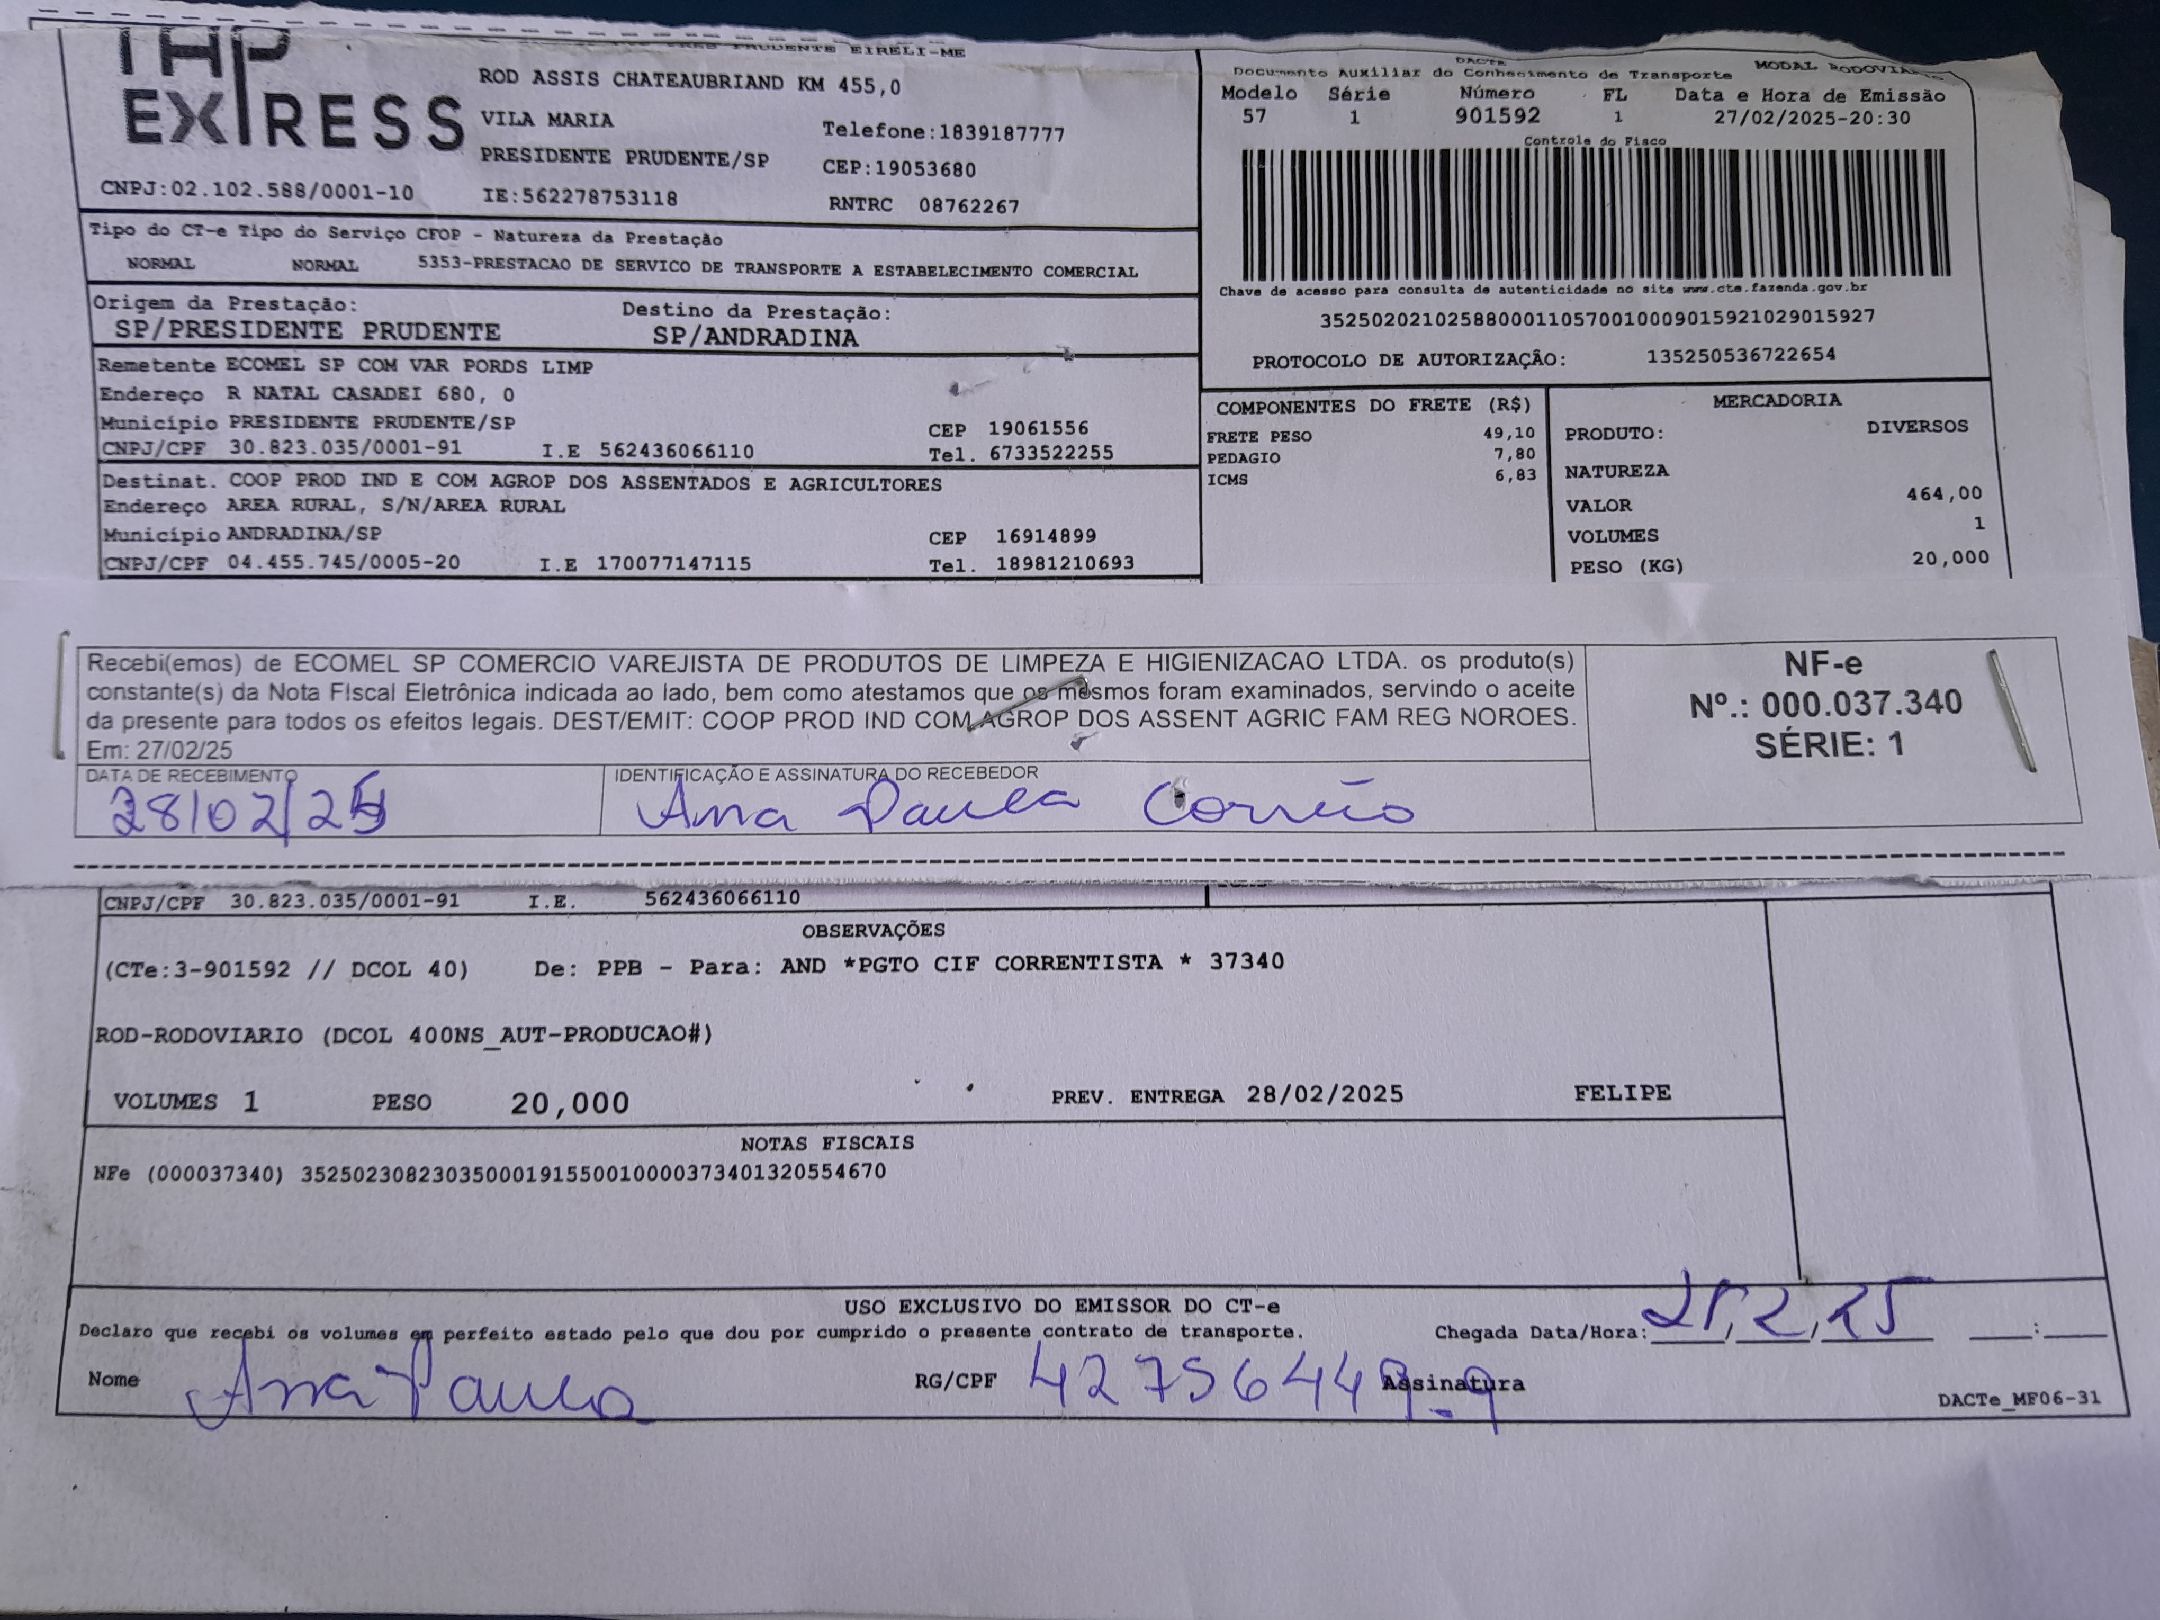 TAP EXPRESS
PRES PRUDENTE EIRELI-ME
ROD ASSIS CHATEAUBRIAND KM 455,0
VILA MARIA
Telefone:1839187777
PRESIDENTE PRUDENTE/SP
CEP:19053680
CNPJ:02.102.588/0001-10 IE:562278753118 RNTRC 08762267
Tipo do CT-e Tipo do Serviço CFOP - Natureza da Prestação
NORMAL NORMAL 5353-PRESTACAO DE SERVICO DE TRANSPORTE A ESTABELECIMENTO COMERCIAL
Origem da Prestação: Destino da Prestação:
SP/PRESIDENTE PRUDENTE SP/ANDRADINA
Remetente ECOMEL SP COM VAR PORDS LIMP
Endereço R NATAL CASADEI 680, 0
Município PRESIDENTE PRUDENTE/SP CEP 19061556
CNPJ/CPF 30.823.035/0001-91 I.E 562436066110 Tel. 6733522255
Destinat. COOP PROD IND E COM AGROP DOS ASSENTADOS E AGRICULTORES
Endereço AREA RURAL, S/N/AREA RURAL
Município ANDRADINA/SP CEP 16914899
CNPJ/CPF 04.455.745/0005-20 I.E 170077147115 Tel. 18981210693
DACTE
Documento Auxiliar do Conhecimento de Transporte MODAL RODOVIARIO
Modelo Série Número FL Data e Hora de Emissão
57 1 901592 1 27/02/2025-20:30
Controle do Fisco
Chave de acesso para consulta de autenticidade no site www.cte.fazenda.gov.br
35250202102588000110570010009015921029015927
PROTOCOLO DE AUTORIZAÇÃO: 135250536722654
COMPONENTES DO FRETE (R$)
FRETE PESO 49,10
PEDAGIO 7,80
ICMS 6,83
MERCADORIA
PRODUTO: DIVERSOS
NATUREZA
VALOR 464,00
VOLUMES 1
PESO (KG) 20,000
Recebi(emos) de ECOMEL SP COMERCIO VAREJISTA DE PRODUTOS DE LIMPEZA E HIGIENIZACAO LTDA. os produto(s)
constante(s) da Nota FIscal Eletrônica indicada ao lado, bem como atestamos que os mesmos foram examinados, servindo o aceite
da presente para todos os efeitos legais. DEST/EMIT: COOP PROD IND COM AGROP DOS ASSENT AGRIC FAM REG NOROES.
Em: 27/02/25
NF-e
Nº.: 000.037.340
SÉRIE: 1
DATA DE RECEBIMENTO IDENTIFICAÇÃO E ASSINATURA DO RECEBEDOR
28/02/25 Ana Paula Corrêo
CNPJ/CPF 30.823.035/0001-91 I.E. 562436066110
OBSERVAÇÕES
(CTe:3-901592 // DCOL 40) De: PPB - Para: AND *PGTO CIF CORRENTISTA * 37340
ROD-RODOVIARIO (DCOL 400NS_AUT-PRODUCAO#)
VOLUMES 1 PESO 20,000 PREV. ENTREGA 28/02/2025 FELIPE
NOTAS FISCAIS
NFe (000037340) 35250230823035000191550010000373401320554670
USO EXCLUSIVO DO EMISSOR DO CT-e
Declaro que recebi os volumes em perfeito estado pelo que dou por cumprido o presente contrato de transporte. Chegada Data/Hora: 28/2/25 __:__
Nome Ana Paula RG/CPF 42756449-9 Assinatura
DACTe_MF06-31